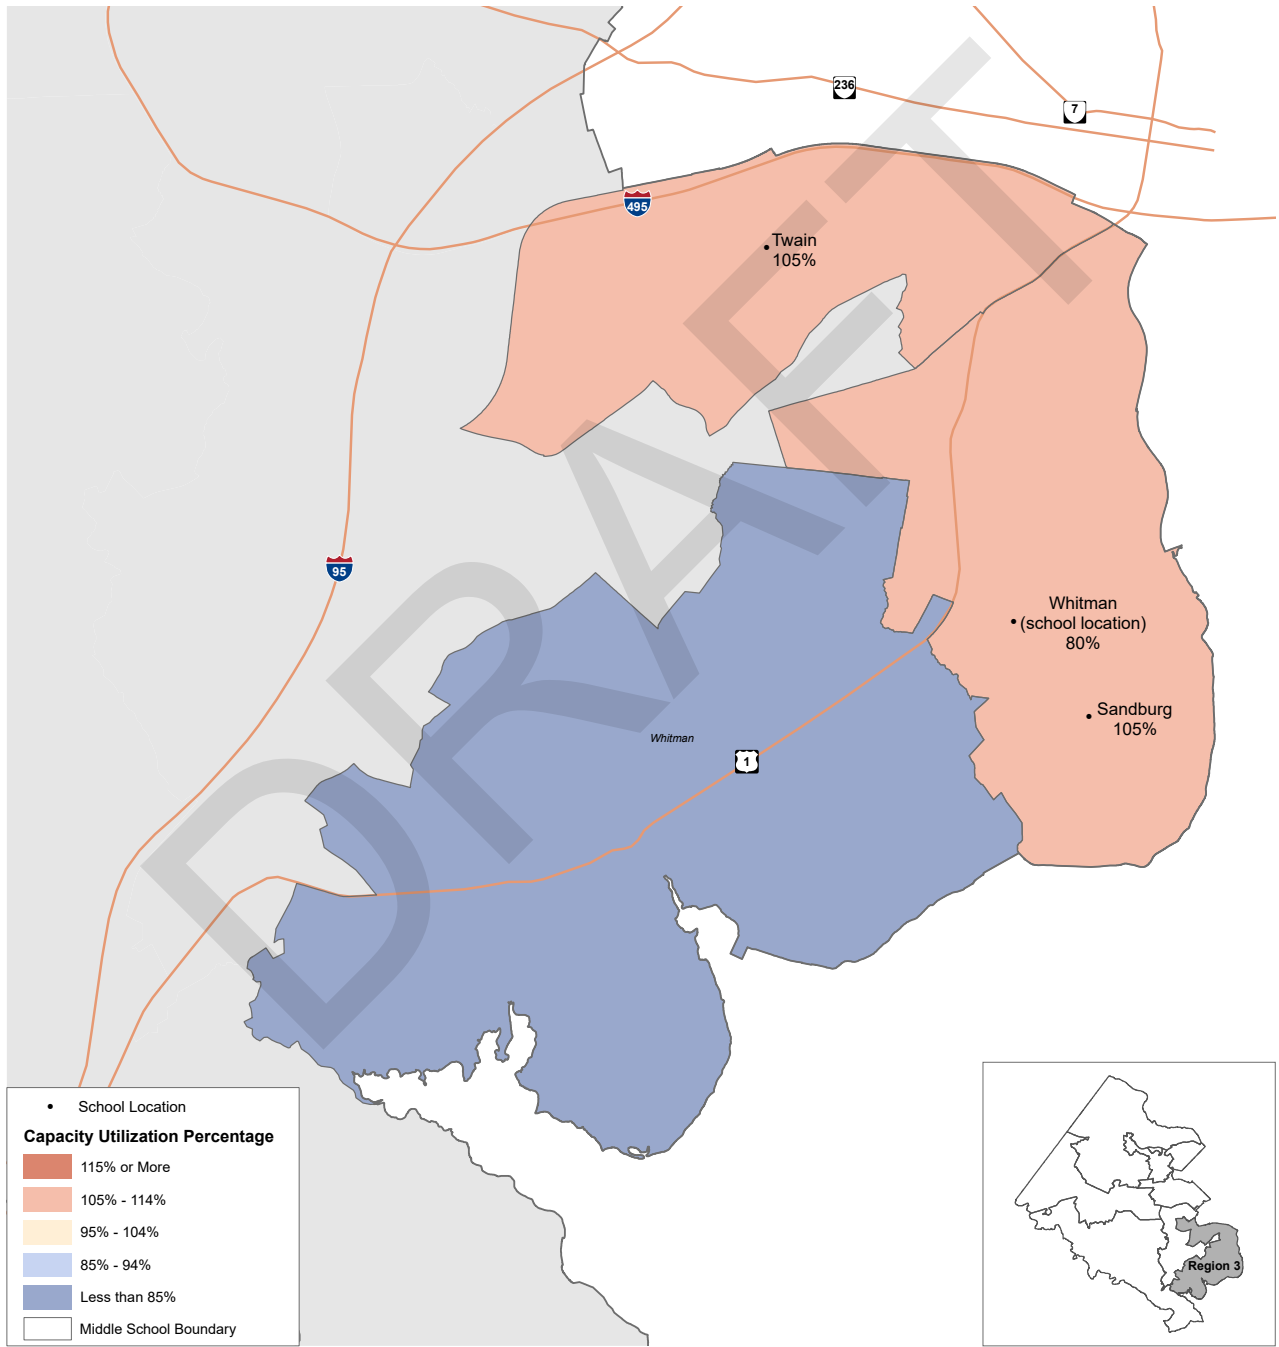 236
7
495
Twain
105%
95
Whitman
(school location)
80%
Sandburg
105%
Whitman
1
DRAFT
School Location
Capacity Utilization Percentage
115% or More
105% - 114%
95% - 104%
85% - 94%
Less than 85%
Middle School Boundary
Region 3